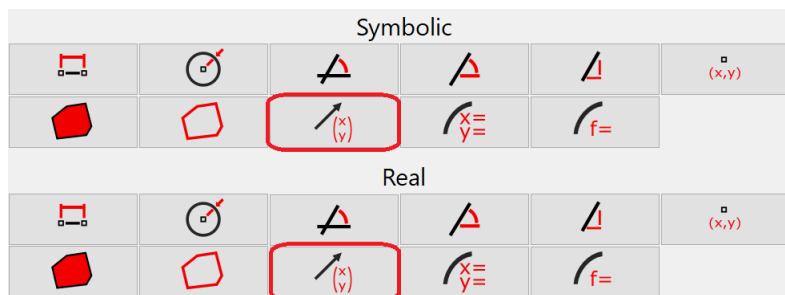 Symbolic
(x,y)
(x y) x= y= f=
Real
(x,y)
(x y) x= y= f=